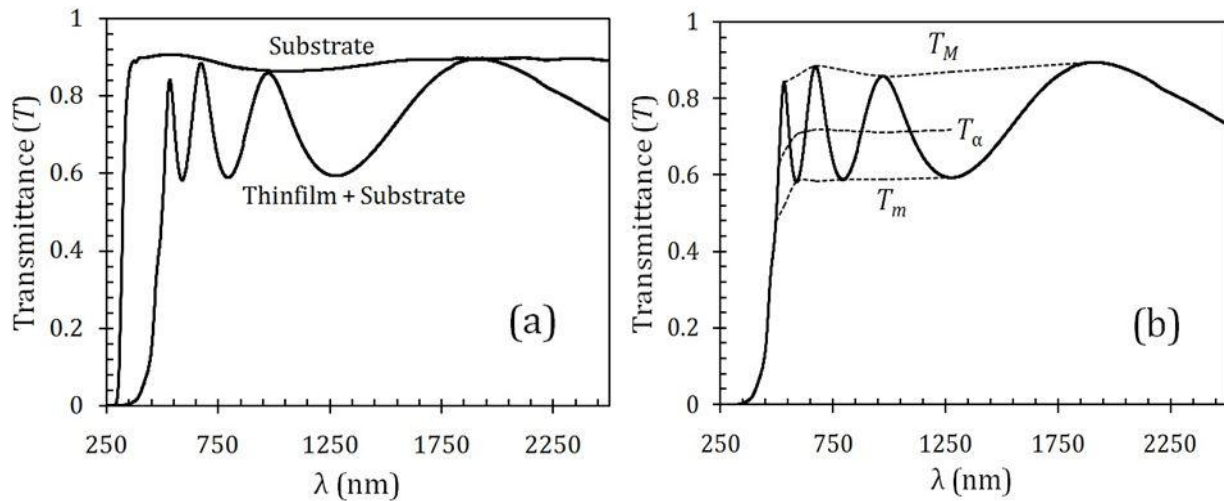 1
0.8
0.6
0.4
0.2
0
Transmittance (T)
Substrate
Thinfilm + Substrate
(a)
250 750 1250 1750 2250
λ (nm)
1
0.8
0.6
0.4
0.2
0
Transmittance (T)
T_M
T_α
T_m
(b)
250 750 1250 1750 2250
λ (nm)